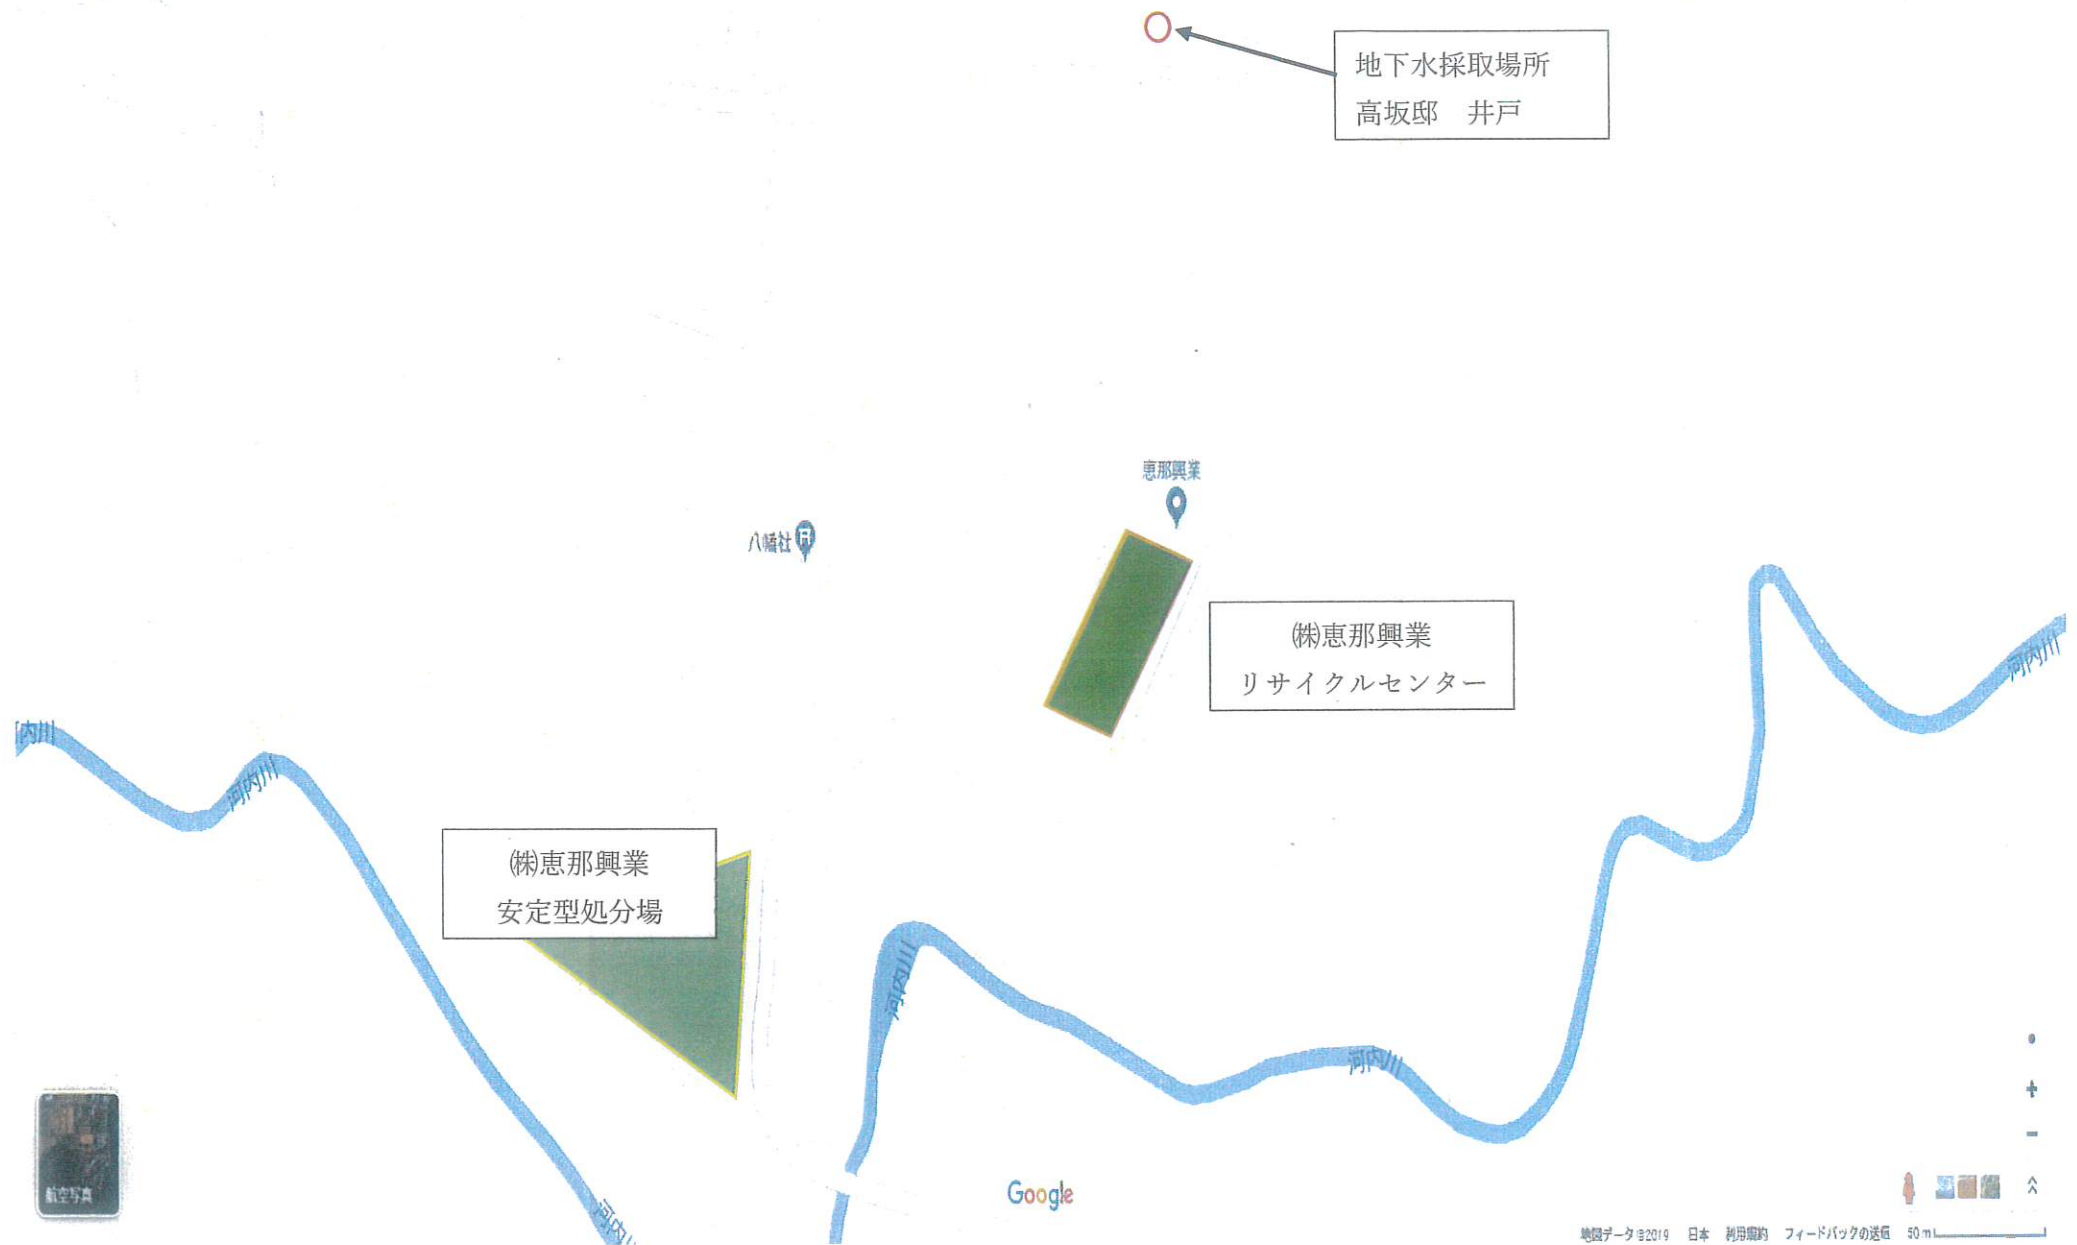 地下水採取場所
高坂邸　井戸
恵那興業
八幡社
㈱恵那興業
リサイクルセンター
河内川
内川
河内川
㈱恵那興業
安定型処分場
河内川
河内川
航空写真
Google
河内川
地図データ©2019 日本 利用規約 フィードバックの送信 50 m